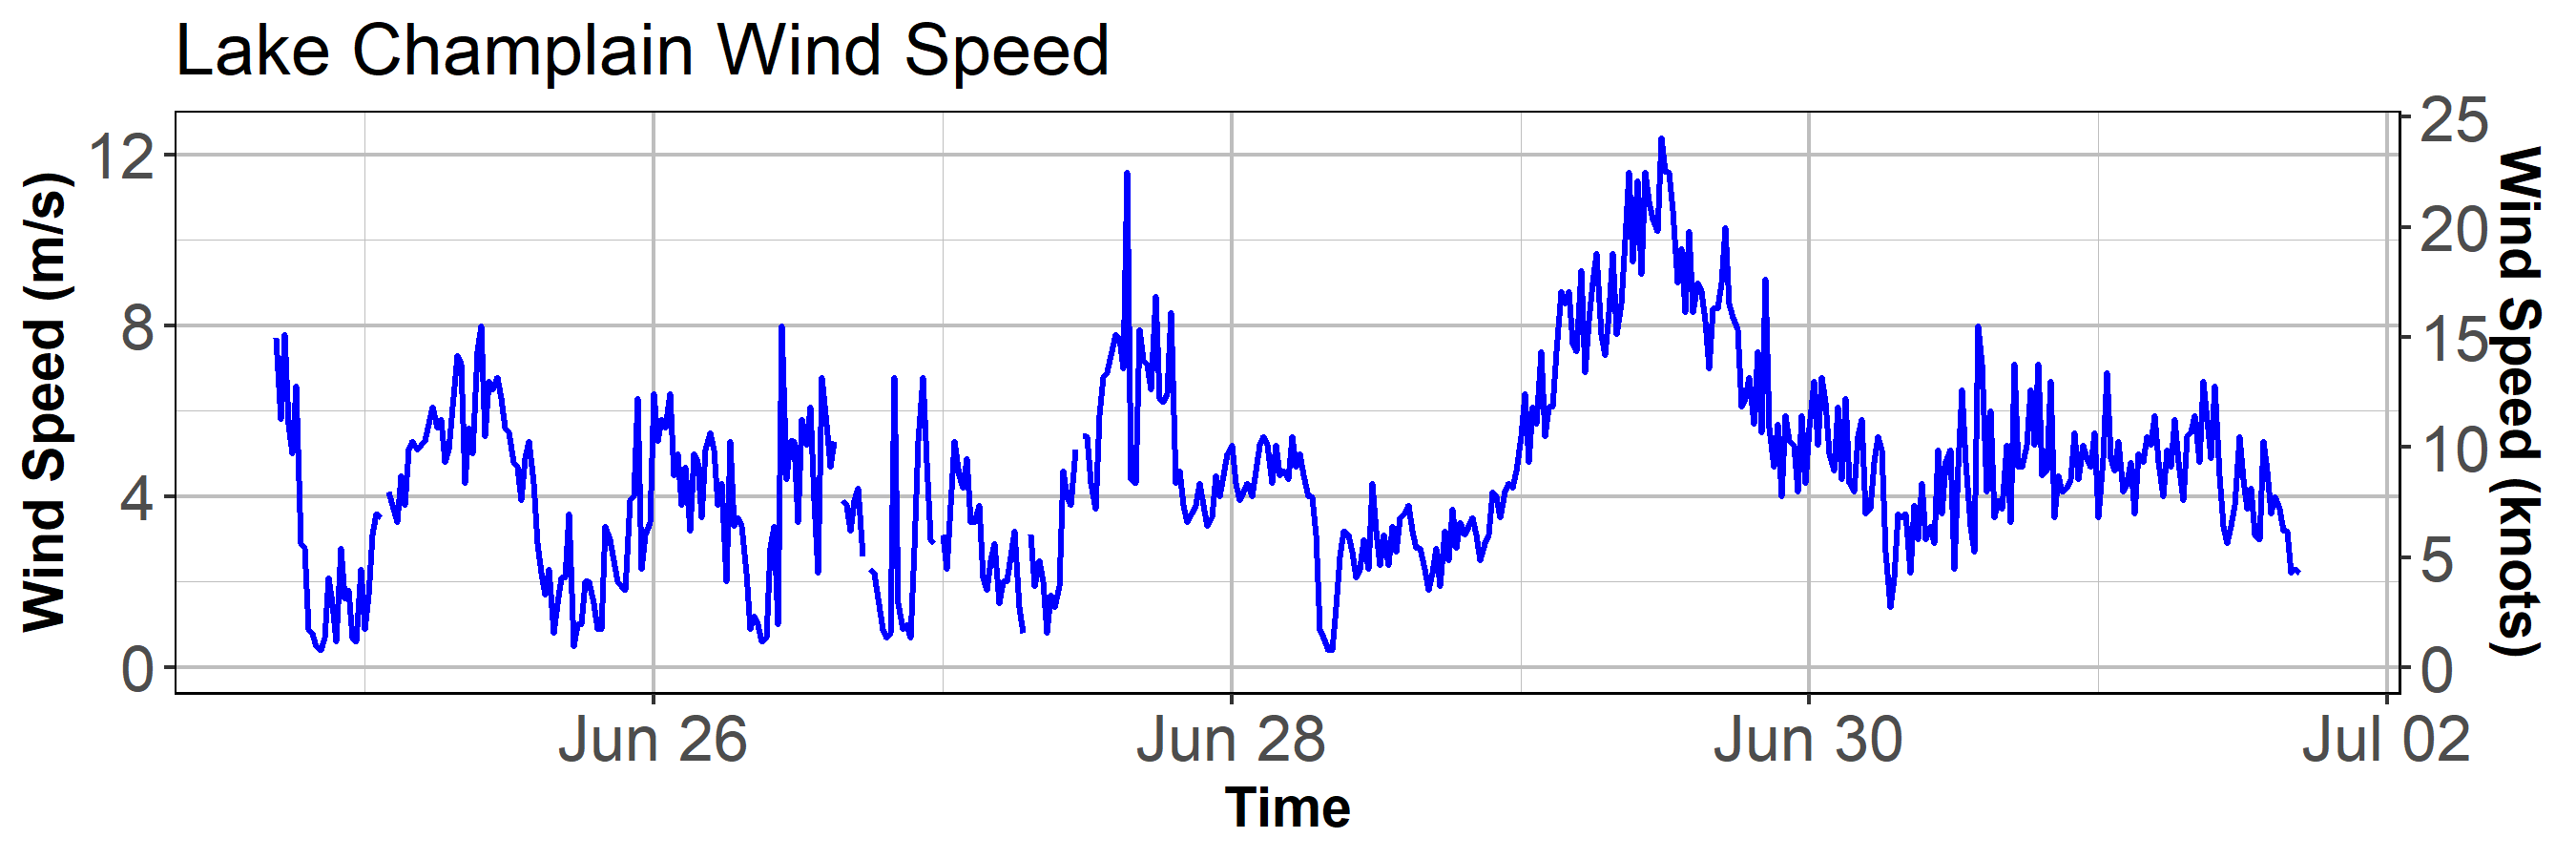 Lake Champlain Wind Speed
Wind Speed (m/s)
12
8
4
0
25
20
15
10
5
0
Wind Speed (knots)
Jun 26
Jun 28
Jun 30
Jul 02
Time